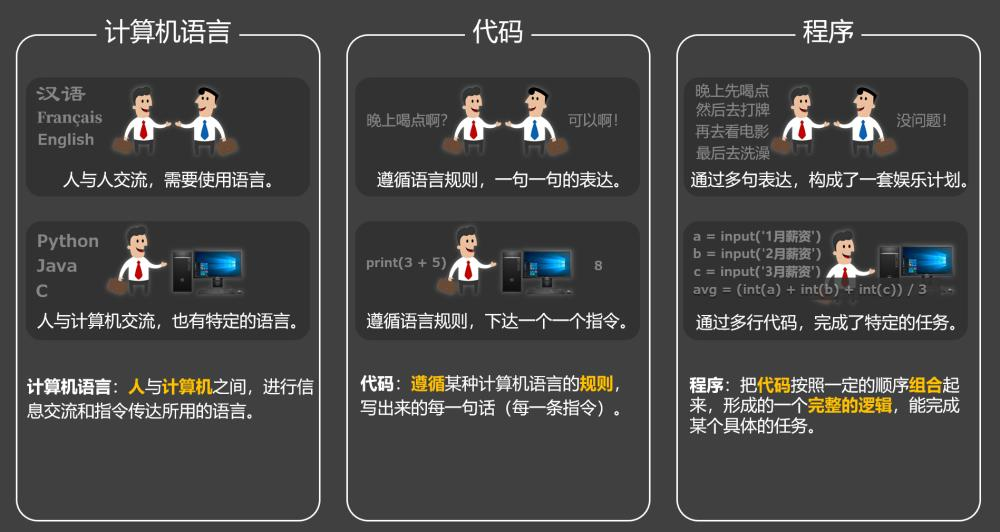 计算机语言
汉语
Français
English
人与人交流，需要使用语言。
Python
Java
C
人与计算机交流，也有特定的语言。
计算机语言：人与计算机之间，进行信
息交流和指令传达所用的语言。
代码
晚上喝点啊？
可以啊！
遵循语言规则，一句一句的表达。
print(3 + 5)
8
遵循语言规则，下达一个一个指令。
代码：遵循某种计算机语言的规则，
写出来的每一句话（每一条指令）。
程序
晚上先喝点
然后去打牌
再去看电影
最后去洗澡
没问题！
通过多句表达，构成了一套娱乐计划。
a = input('1月薪资')
b = input('2月薪资')
c = input('3月薪资')
avg = (int(a) + int(b) + int(c)) / 3
通过多行代码，完成了特定的任务。
程序：把代码按照一定的顺序组合起
来，形成的一个完整的逻辑，能完成
某个具体的任务。